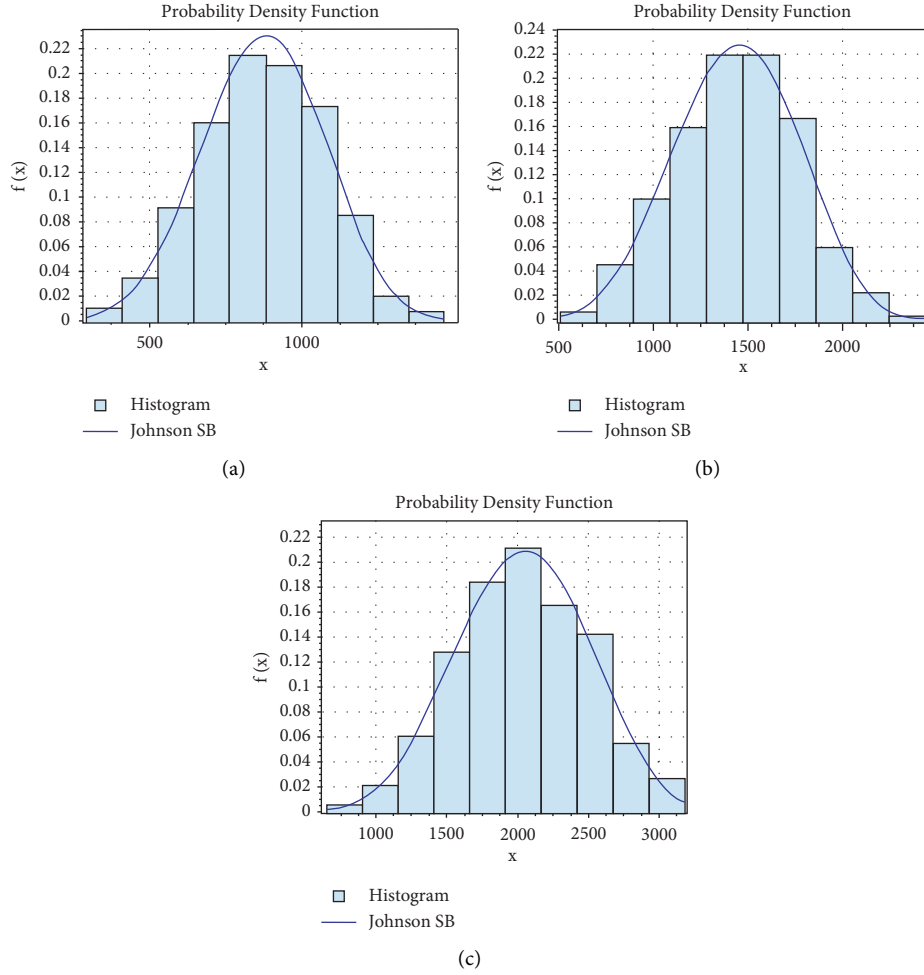 Probability Density Function
0.22
0.2
0.18
0.16
0.14
0.12
0.1
0.08
0.06
0.04
0.02
0
f (x)
500
1000
x
Histogram
Johnson SB
(a)
Probability Density Function
0.24
0.22
0.2
0.18
0.16
0.14
0.12
0.1
0.08
0.06
0.04
0.02
0
f (x)
500
1000
1500
2000
x
Histogram
Johnson SB
(b)
Probability Density Function
0.22
0.2
0.18
0.16
0.14
0.12
0.1
0.08
0.06
0.04
0.02
0
f (x)
1000
1500
2000
2500
3000
x
Histogram
Johnson SB
(c)